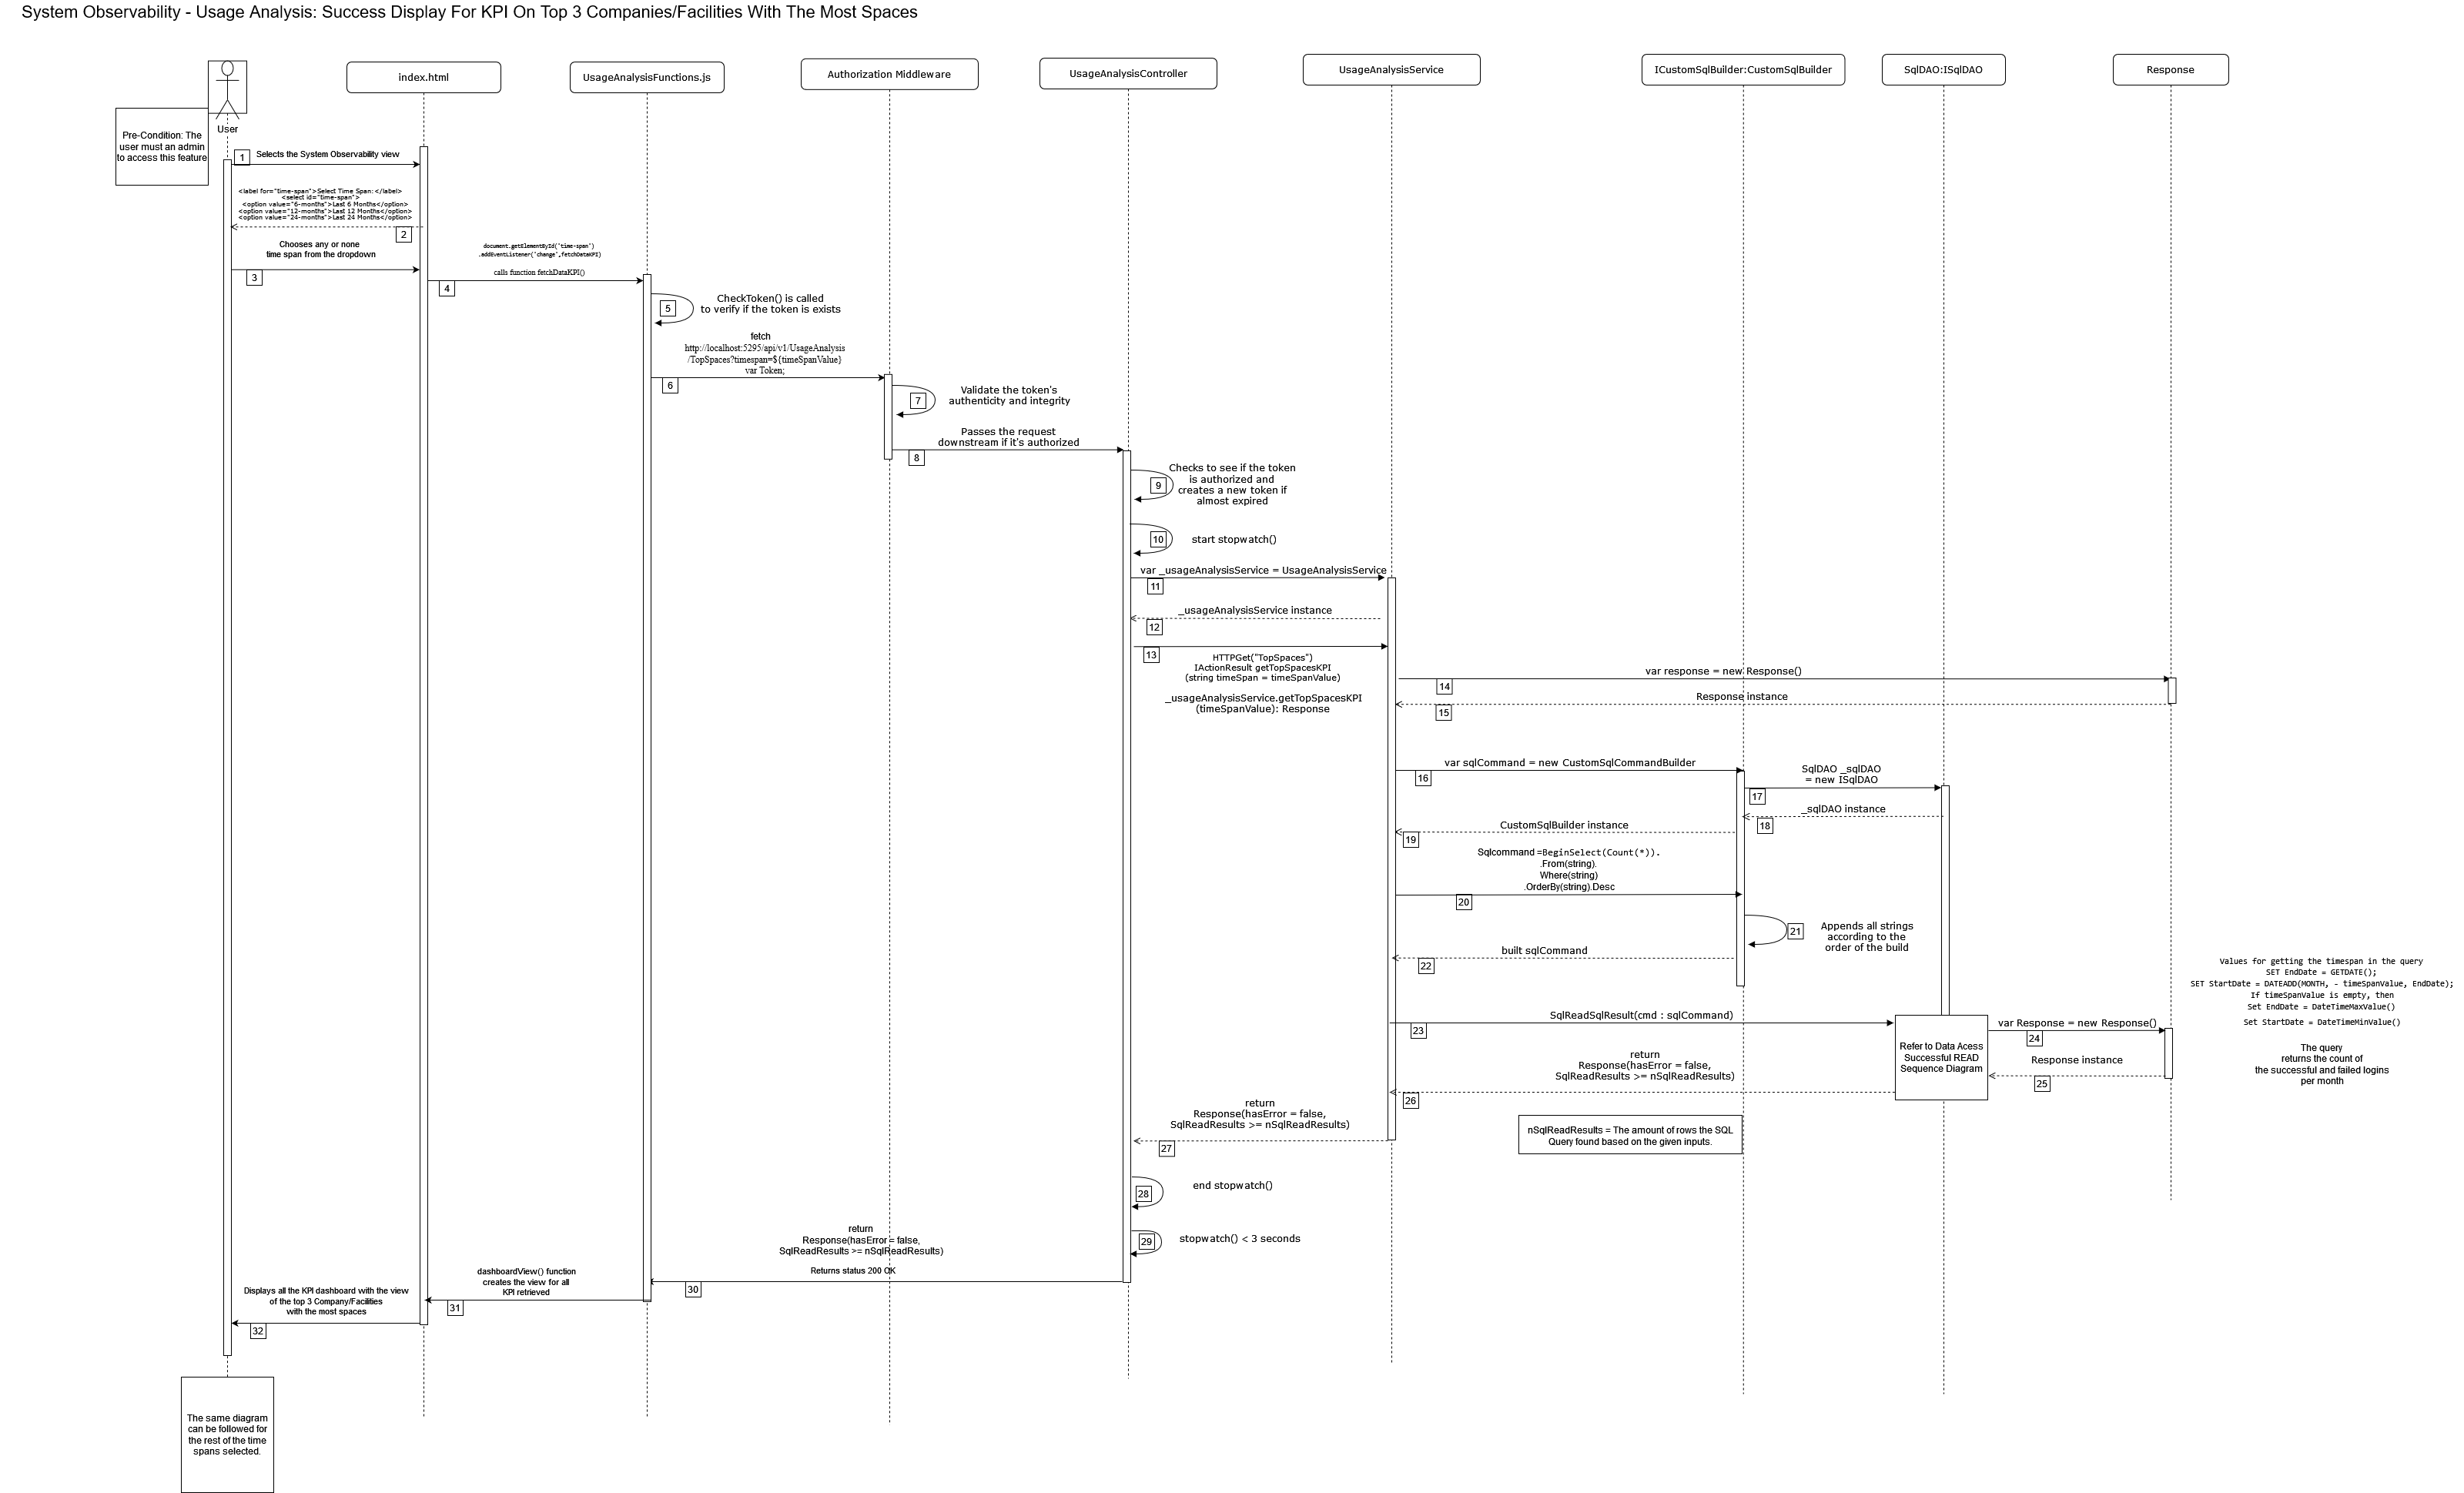 System Observability - Usage Analysis: Success Display For KPI On Top 3 Companies/Facilities With The Most Spaces
User
index.html
UsageAnalysisFunctions.js
Authorization Middleware
UsageAnalysisController
UsageAnalysisService
ICustomSqlBuilder:CustomSqlBuilder
SqlDAO:ISqlDAO
Response
Pre-Condition: The
user must an admin
to access this feature
1
Selects the System Observability view
<label for="time-span">Select Time Span: </label>
<select id="time-span">
<option value="6-months">Last 6 Months</option>
<option value="12-months">Last 12 Months</option>
<option value="24-months">Last 24 Months</option>
2
Chooses any or none
time span from the dropdown
3
document.getElementById('time-span')
.addEventListener('change',fetchDataKPI)
calls function fetchDataKPI()
4
CheckToken() is called
to verify if the token is exists
5
fetch
http://localhost:5295/api/v1/UsageAnalysis
/TopSpaces?timespan=${timeSpanValue}
var Token;
6
Validate the token's
authenticity and integrity
7
Passes the request
downstream if it's authorized
8
Checks to see if the token
is authorized and
creates a new token if
almost expired
9
10
start stopwatch()
var _usageAnalysisService = UsageAnalysisService
11
_usageAnalysisService instance
12
13
HTTPGet("TopSpaces")
IActionResult getTopSpacesKPI
(string timeSpan = timeSpanValue)
_usageAnalysisService.getTopSpacesKPI
(timeSpanValue): Response
var response = new Response()
14
Response instance
15
var sqlCommand = new CustomSqlCommandBuilder
16
SqlDAO _sqlDAO
= new ISqlDAO
17
_sqlDAO instance
18
CustomSqlBuilder instance
19
Sqlcommand =BeginSelect(Count(*)).
.From(string).
Where(string)
.OrderBy(string).Desc
20
21
Appends all strings
according to the
order of the build
built sqlCommand
22
Values for getting the timespan in the query
SET EndDate = GETDATE();
SET StartDate = DATEADD(MONTH, - timeSpanValue, EndDate);
If timeSpanValue is empty, then
Set EndDate = DateTimeMaxValue()
Set StartDate = DateTimeMinValue()
The query
returns the count of
the successful and failed logins
per month
SqlReadSqlResult(cmd : sqlCommand)
23
Refer to Data Acess
Successful READ
Sequence Diagram
var Response = new Response()
24
Response instance
25
return
Response(hasError = false,
SqlReadResults >= nSqlReadResults)
26
return
Response(hasError = false,
SqlReadResults >= nSqlReadResults)
27
nSqlReadResults = The amount of rows the SQL
Query found based on the given inputs.
28
end stopwatch()
29
stopwatch() < 3 seconds
return
Response(hasError = false,
SqlReadResults >= nSqlReadResults)
Returns status 200 OK
30
dashboardView() function
creates the view for all
KPI retrieved
31
Displays all the KPI dashboard with the view
of the top 3 Company/Facilities
with the most spaces
32
The same diagram
can be followed for
the rest of the time
spans selected.